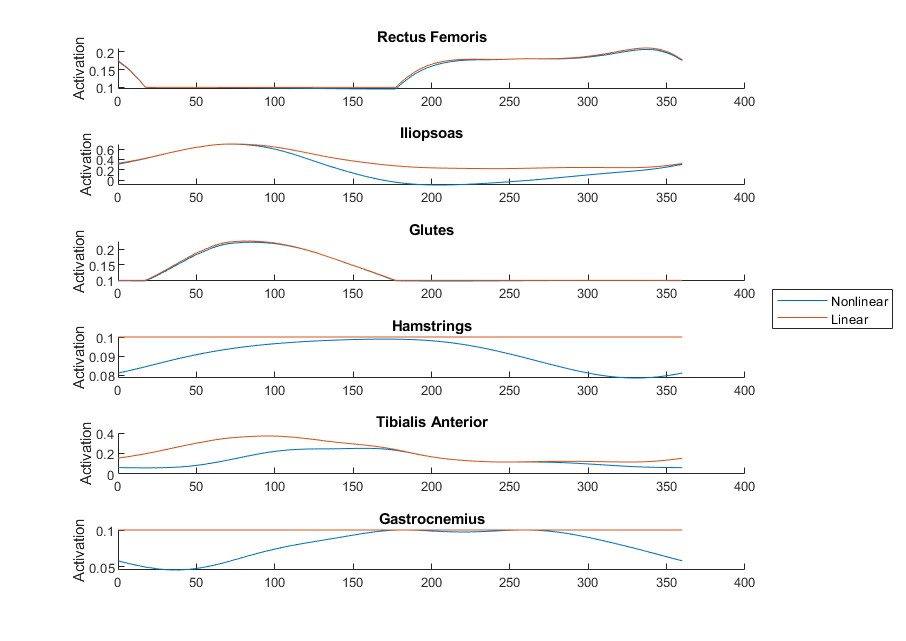 Rectus Femoris
Activation
0.2
0.15
0.1
0 50 100 150 200 250 300 350 400
Iliopsoas
Activation
0.6
0.4
0.2
0
0 50 100 150 200 250 300 350 400
Glutes
Activation
0.2
0.15
0.1
0 50 100 150 200 250 300 350 400
Nonlinear
Linear
Hamstrings
Activation
0.1
0.09
0.08
0 50 100 150 200 250 300 350 400
Tibialis Anterior
Activation
0.4
0.2
0
0 50 100 150 200 250 300 350 400
Gastrocnemius
Activation
0.1
0.05
0 50 100 150 200 250 300 350 400